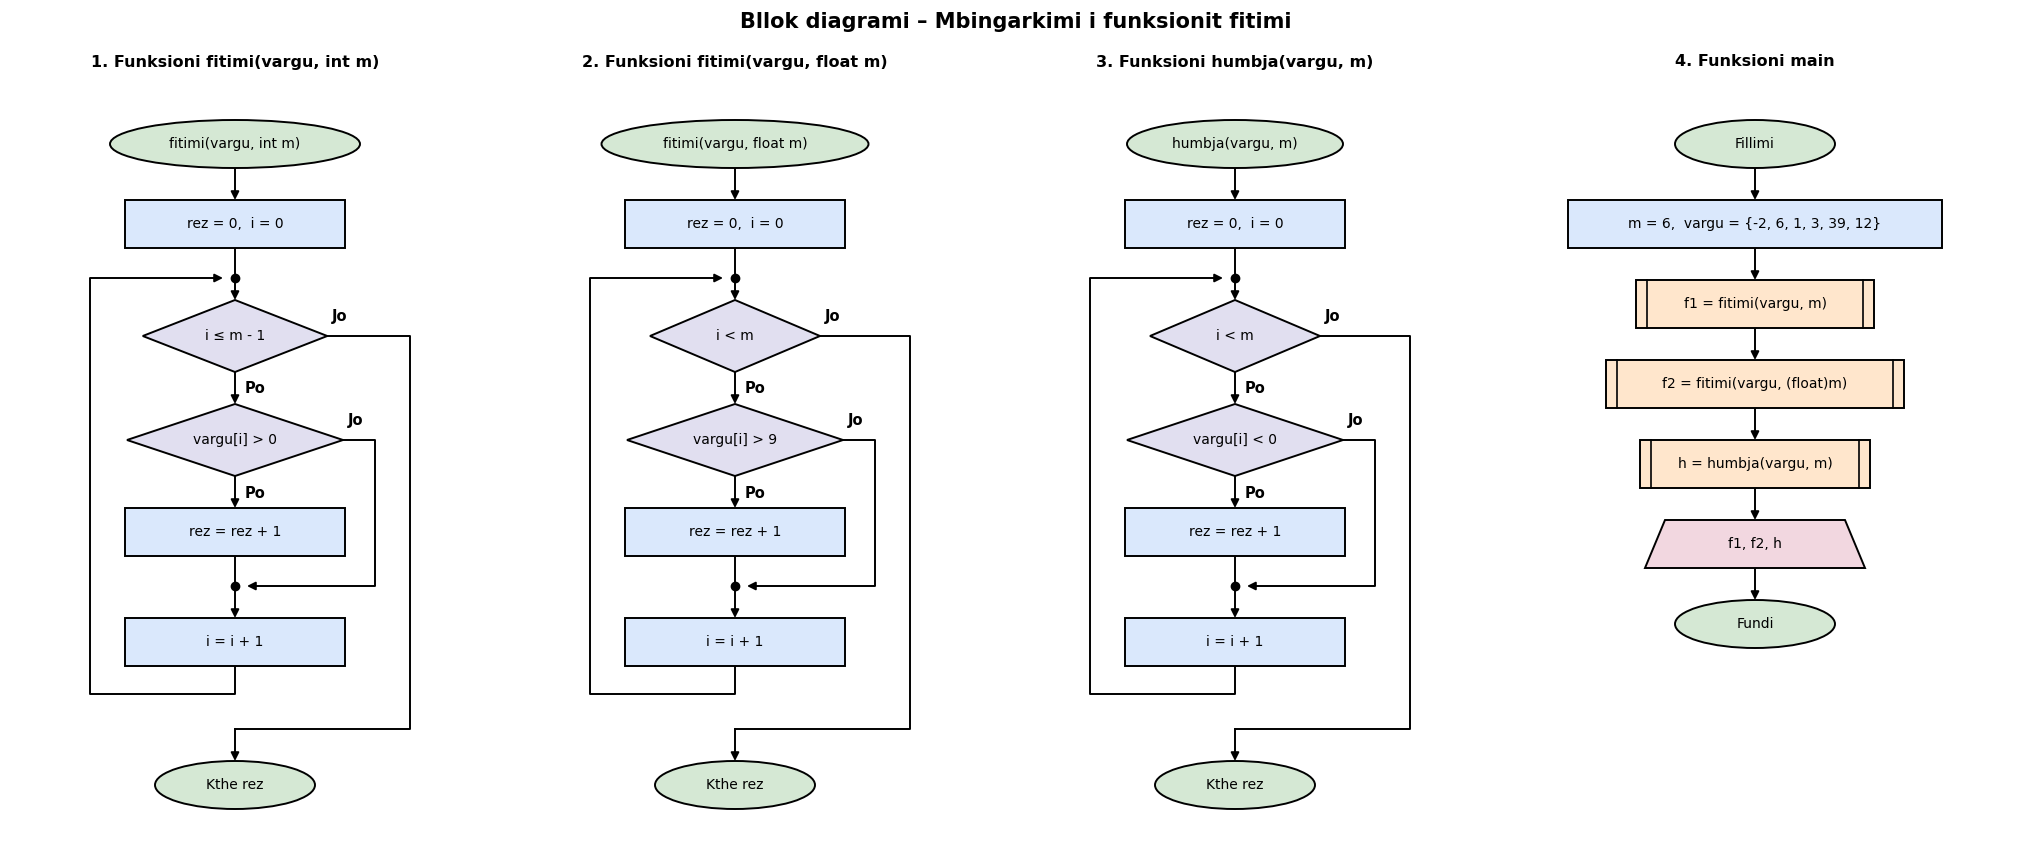 Bllok diagrami – Mbingarkimi i funksionit fitimi
1. Funksioni fitimi(vargu, int m)
fitimi(vargu, int m)
rez = 0,  i = 0
i ≤ m - 1
Jo
Po
vargu[i] > 0
Jo
Po
rez = rez + 1
i = i + 1
Kthe rez
2. Funksioni fitimi(vargu, float m)
fitimi(vargu, float m)
rez = 0,  i = 0
i < m
Jo
Po
vargu[i] > 9
Jo
Po
rez = rez + 1
i = i + 1
Kthe rez
3. Funksioni humbja(vargu, m)
humbja(vargu, m)
rez = 0,  i = 0
i < m
Jo
Po
vargu[i] < 0
Jo
Po
rez = rez + 1
i = i + 1
Kthe rez
4. Funksioni main
Fillimi
m = 6,  vargu = {-2, 6, 1, 3, 39, 12}
f1 = fitimi(vargu, m)
f2 = fitimi(vargu, (float)m)
h = humbja(vargu, m)
f1, f2, h
Fundi